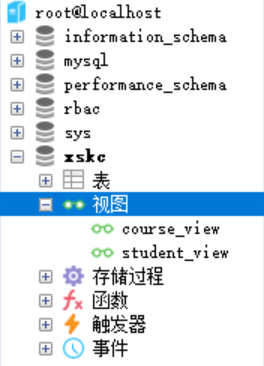 root@localhost
information_schema
mysql
performance_schema
rbac
sys
xskc
表
视图
course_view
student_view
存储过程
函数
触发器
事件